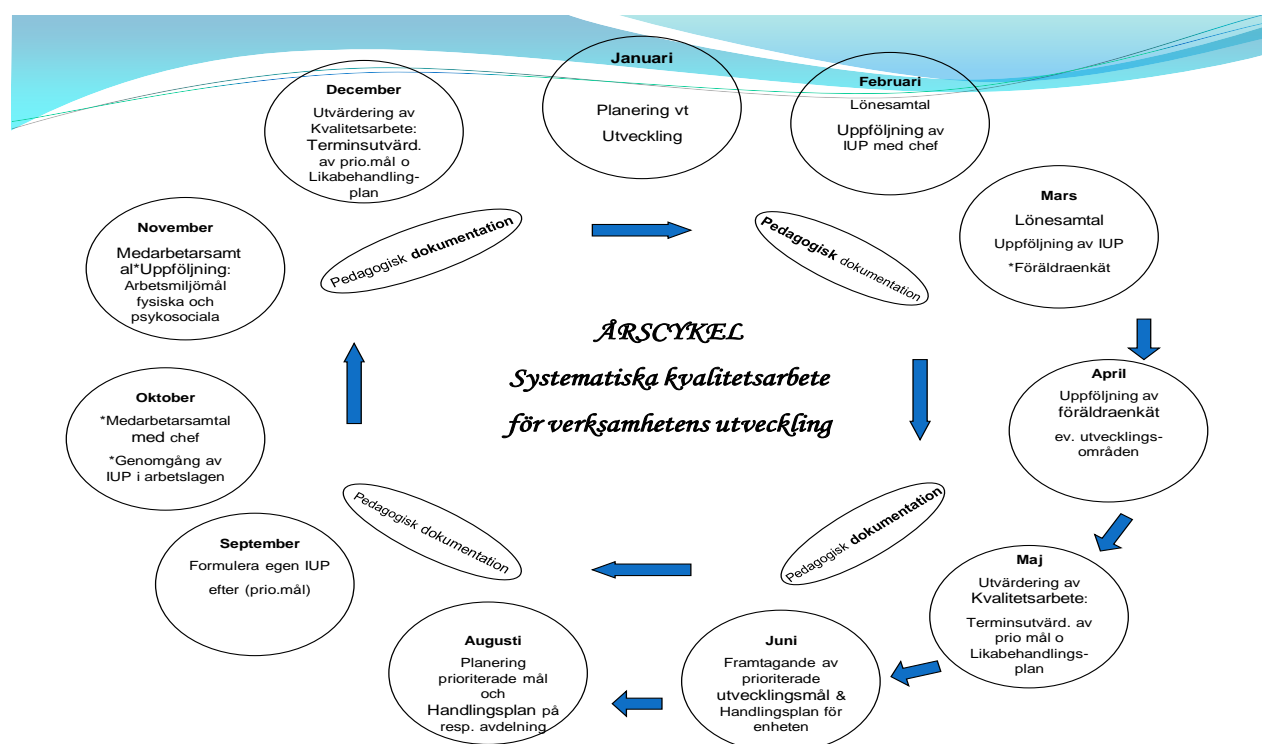 Januari
Planering vt
Utveckling
Februari
Lönesamtal
Uppföljning av
IUP med chef
Mars
Lönesamtal
Uppföljning av IUP
*Föräldraenkät
April
Uppföljning av
föräldraenkät
ev. utvecklings-
områden
Maj
Utvärdering av
Kvalitetsarbete:
Terminsutvärd. av
prio mål o
Likabehandlings-
plan
Juni
Framtagande av
prioriterade
utvecklingsmål &
Handlingsplan för
enheten
Augusti
Planering
prioriterade mål
och
Handlingsplan på
resp. avdelning
September
Formulera egen IUP
efter (prio.mål)
Oktober
*Medarbetarsamtal
med chef
*Genomgång av
IUP i arbetslagen
November
Medarbetarsamt
al*Uppföljning:
Arbetsmiljömål
fysiska och
psykosociala
December
Utvärdering av
Kvalitetsarbete:
Terminsutvärd.
av prio.mål o
Likabehandling-
plan
Pedagogisk dokumentation
Pedagogisk dokumentation
Pedagogisk dokumentation
Pedagogisk dokumentation
ÅRSCYKEL
Systematiska kvalitetsarbete
för verksamhetens utveckling